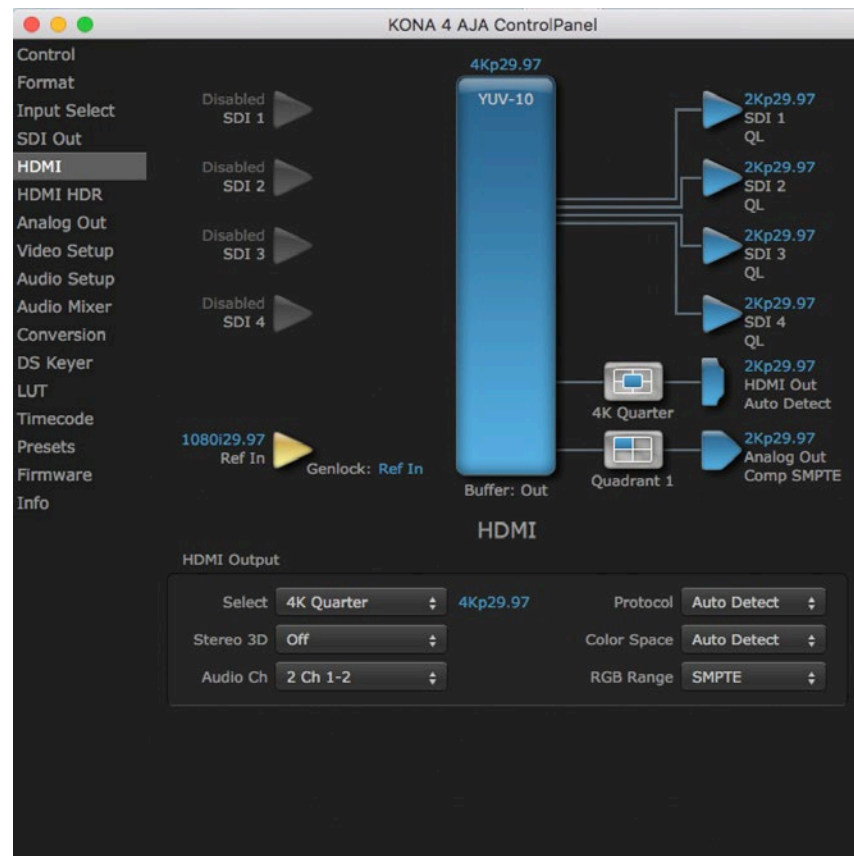 KONA 4 AJA ControlPanel
Control
Format
Input Select
SDI Out
HDMI
HDMI HDR
Analog Out
Video Setup
Audio Setup
Audio Mixer
Conversion
DS Keyer
LUT
Timecode
Presets
Firmware
Info
Disabled
SDI 1
Disabled
SDI 2
Disabled
SDI 3
Disabled
SDI 4
1080i29.97
Ref In
Genlock: Ref In
4Kp29.97
YUV-10
Buffer: Out
2Kp29.97
SDI 1
QL
2Kp29.97
SDI 2
QL
2Kp29.97
SDI 3
QL
2Kp29.97
SDI 4
QL
4K Quarter
2Kp29.97
HDMI Out
Auto Detect
Quadrant 1
2Kp29.97
Analog Out
Comp SMPTE
HDMI
HDMI Output
Select 4K Quarter 4Kp29.97 Protocol Auto Detect
Stereo 3D Off Color Space Auto Detect
Audio Ch 2 Ch 1-2 RGB Range SMPTE